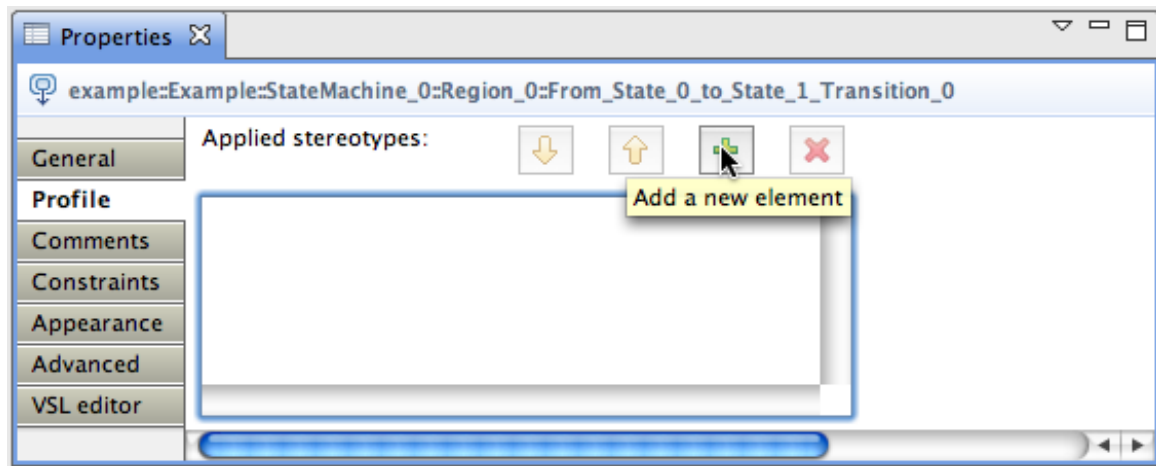 Properties
example::Example::StateMachine_0::Region_0::From_State_0_to_State_1_Transition_0
Applied stereotypes:
General
Profile
Add a new element
Comments
Constraints
Appearance
Advanced
VSL editor